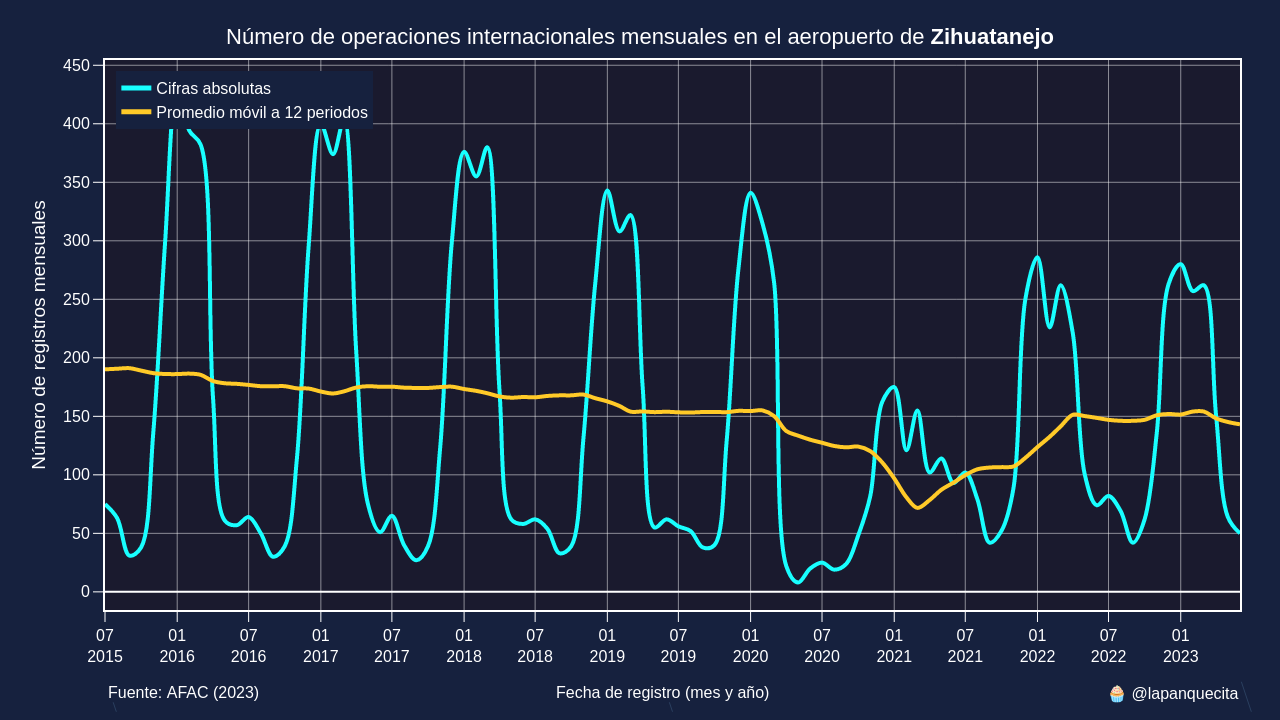 Número de operaciones internacionales mensuales en el aeropuerto de Zihuatanejo
Cifras absolutas
Promedio móvil a 12 periodos
Número de registros mensuales
450
400
350
300
250
200
150
100
50
0
07 01 07 01 07 01 07 01 07 01 07 01 07 01 07 01
2015 2016 2016 2017 2017 2018 2018 2019 2019 2020 2020 2021 2021 2022 2022 2023
Fuente: AFAC (2023) Fecha de registro (mes y año) 🧁 @lapanquecita